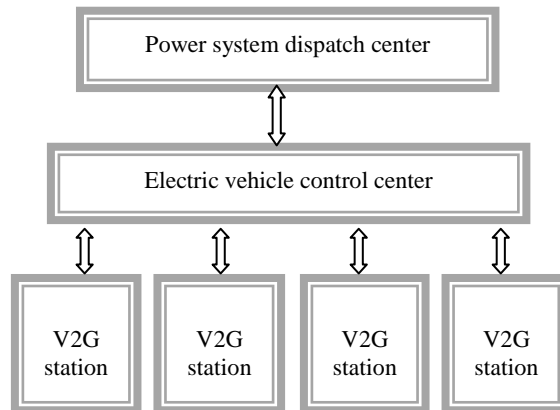 Power system dispatch center
Electric vehicle control center
V2G
station
V2G
station
V2G
station
V2G
station